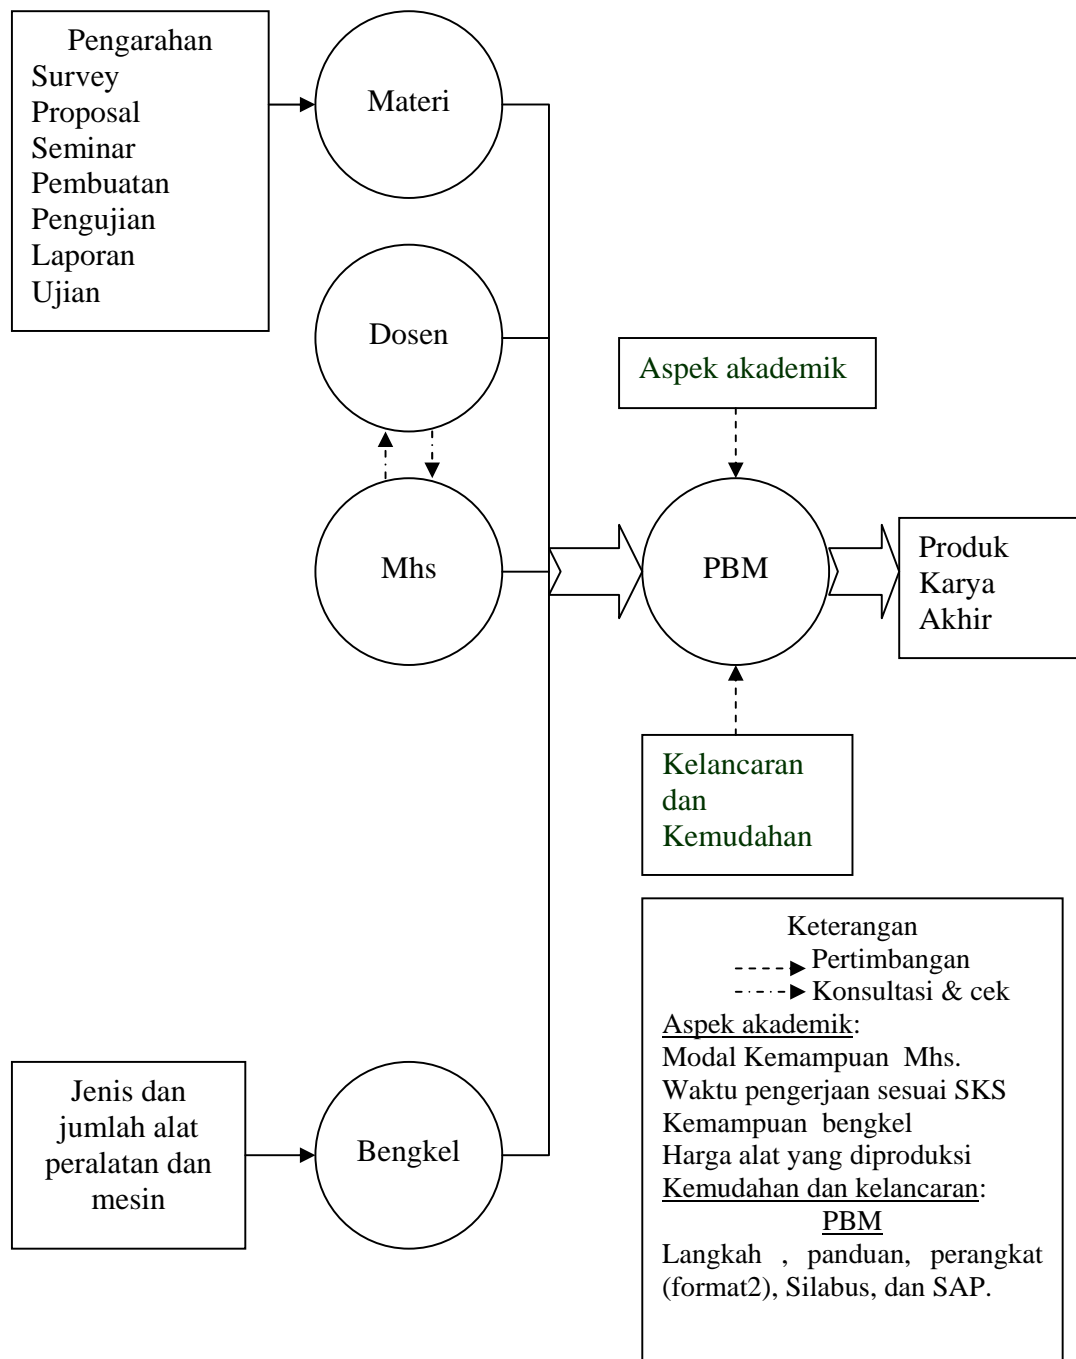 Pengarahan
Survey
Proposal
Seminar
Pembuatan
Pengujian
Laporan
Ujian
Materi
Dosen
Aspek akademik
Mhs
PBM
Produk
Karya
Akhir
Kelancaran
dan
Kemudahan
Keterangan
Pertimbangan
Konsultasi & cek
Aspek akademik:
Modal Kemampuan Mhs.
Waktu pengerjaan sesuai SKS
Kemampuan bengkel
Harga alat yang diproduksi
Kemudahan dan kelancaran:
PBM
Langkah , panduan, perangkat
(format2), Silabus, dan SAP.
Jenis dan
jumlah alat
peralatan dan
mesin
Bengkel